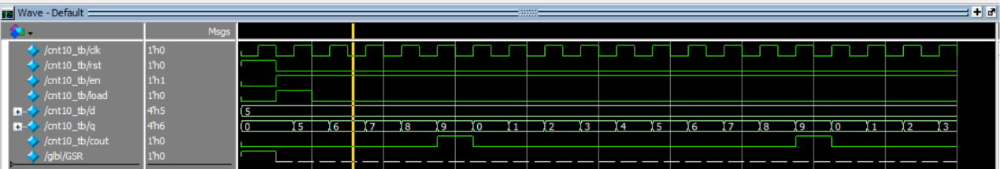 Wave - Default
Msgs
/cnt10_tb/clk 1'h0
/cnt10_tb/rst 1'h0
/cnt10_tb/en 1'h1
/cnt10_tb/load 1'h0
/cnt10_tb/d 4'h5 5
/cnt10_tb/q 4'h6 0 5 6 7 8 9 0 1 2 3 4 5 6 7 8 9 0 1 2 3
/cnt10_tb/cout 1'h0
/glbl/GSR 1'h0